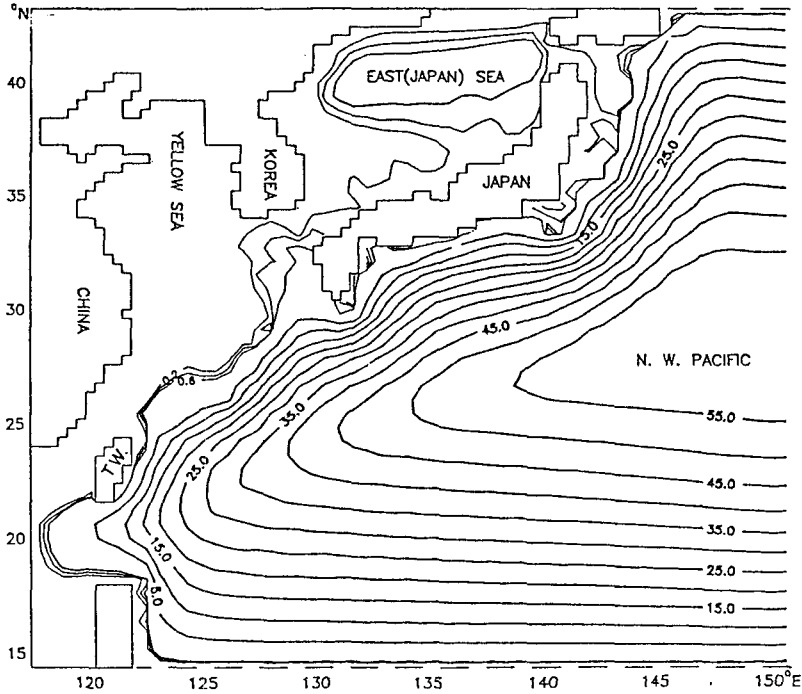 °N
40
35
30
25
20
15
120
125
130
135
140
145
150°E
EAST(JAPAN) SEA
YELLOW SEA
KOREA
JAPAN
CHINA
T.W.
N. W. PACIFIC
25.0
15.0
45.0
0.2
0.6
35.0
25.0
15.0
5.0
55.0
45.0
35.0
25.0
15.0